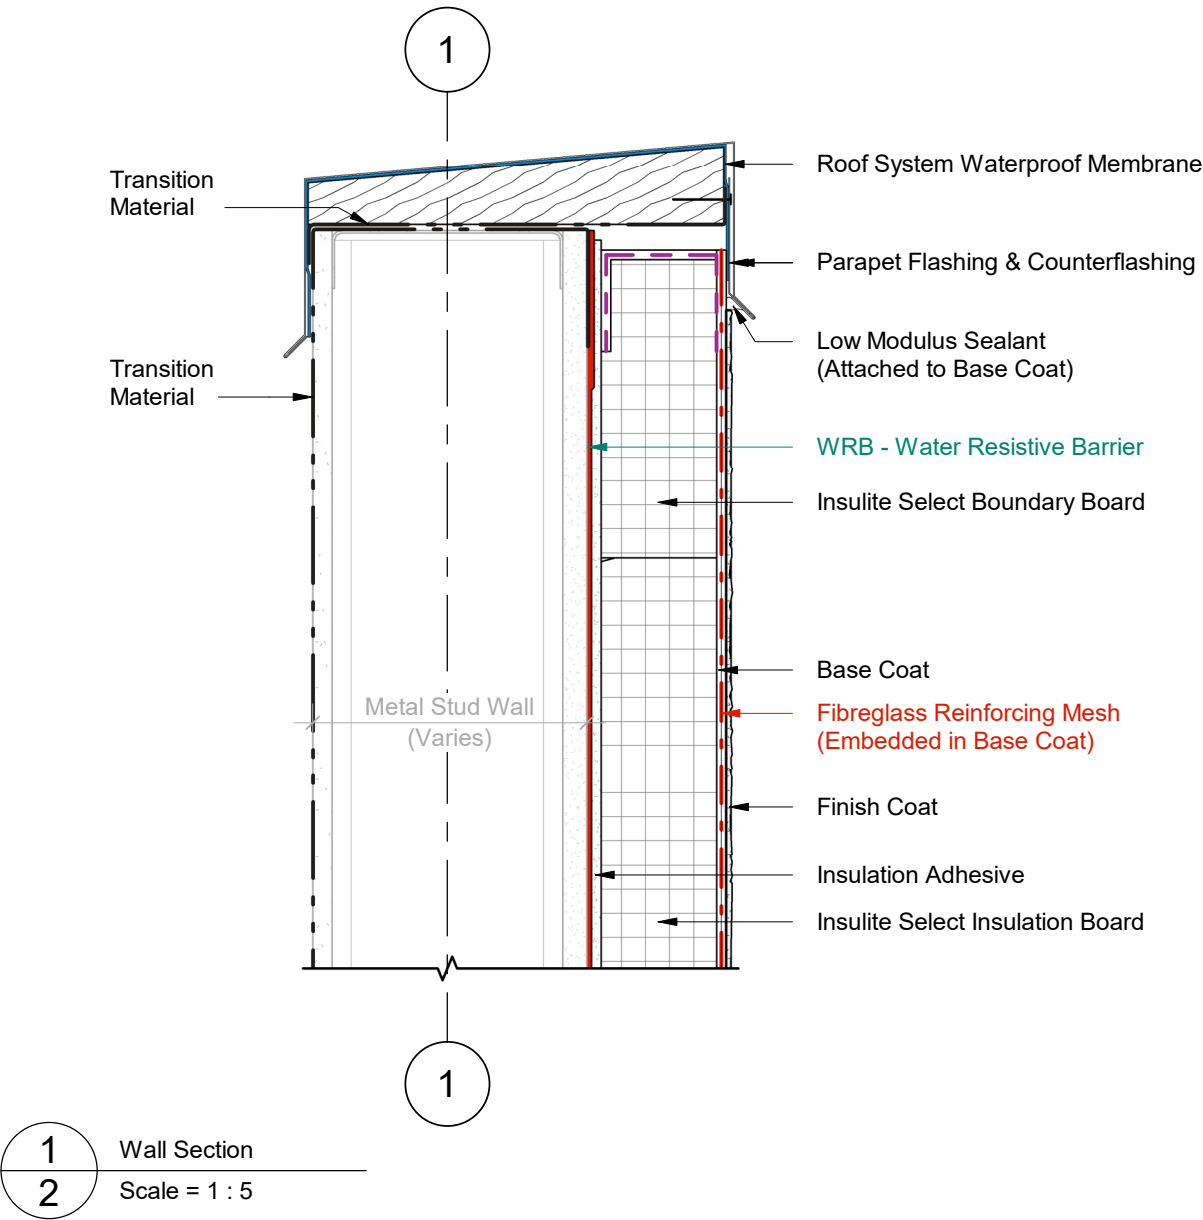 1
Transition
Material
Roof System Waterproof Membrane
Parapet Flashing & Counterflashing
Low Modulus Sealant
(Attached to Base Coat)
Transition
Material
WRB - Water Resistive Barrier
Insulite Select Boundary Board
Base Coat
Metal Stud Wall
(Varies)
Fibreglass Reinforcing Mesh
(Embedded in Base Coat)
Finish Coat
Insulation Adhesive
Insulite Select Insulation Board
1
1
Wall Section
2
Scale = 1 : 5